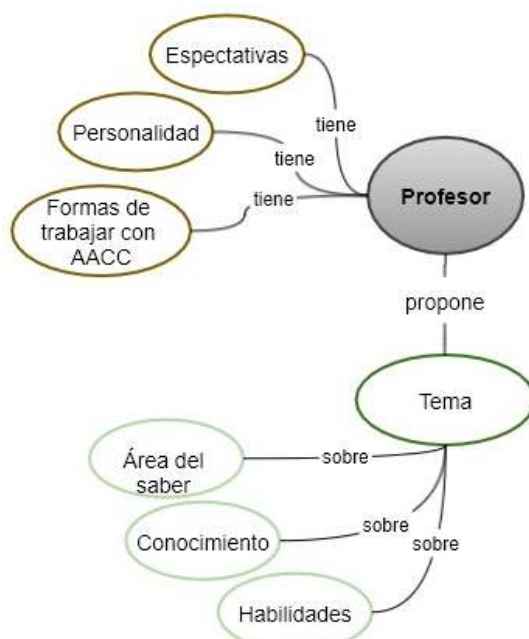 Espectativas
tiene
Personalidad
tiene
Formas de
trabajar con
AACC
tiene
Profesor
propone
Tema
Área del
saber
sobre
Conocimiento
sobre
sobre
Habilidades